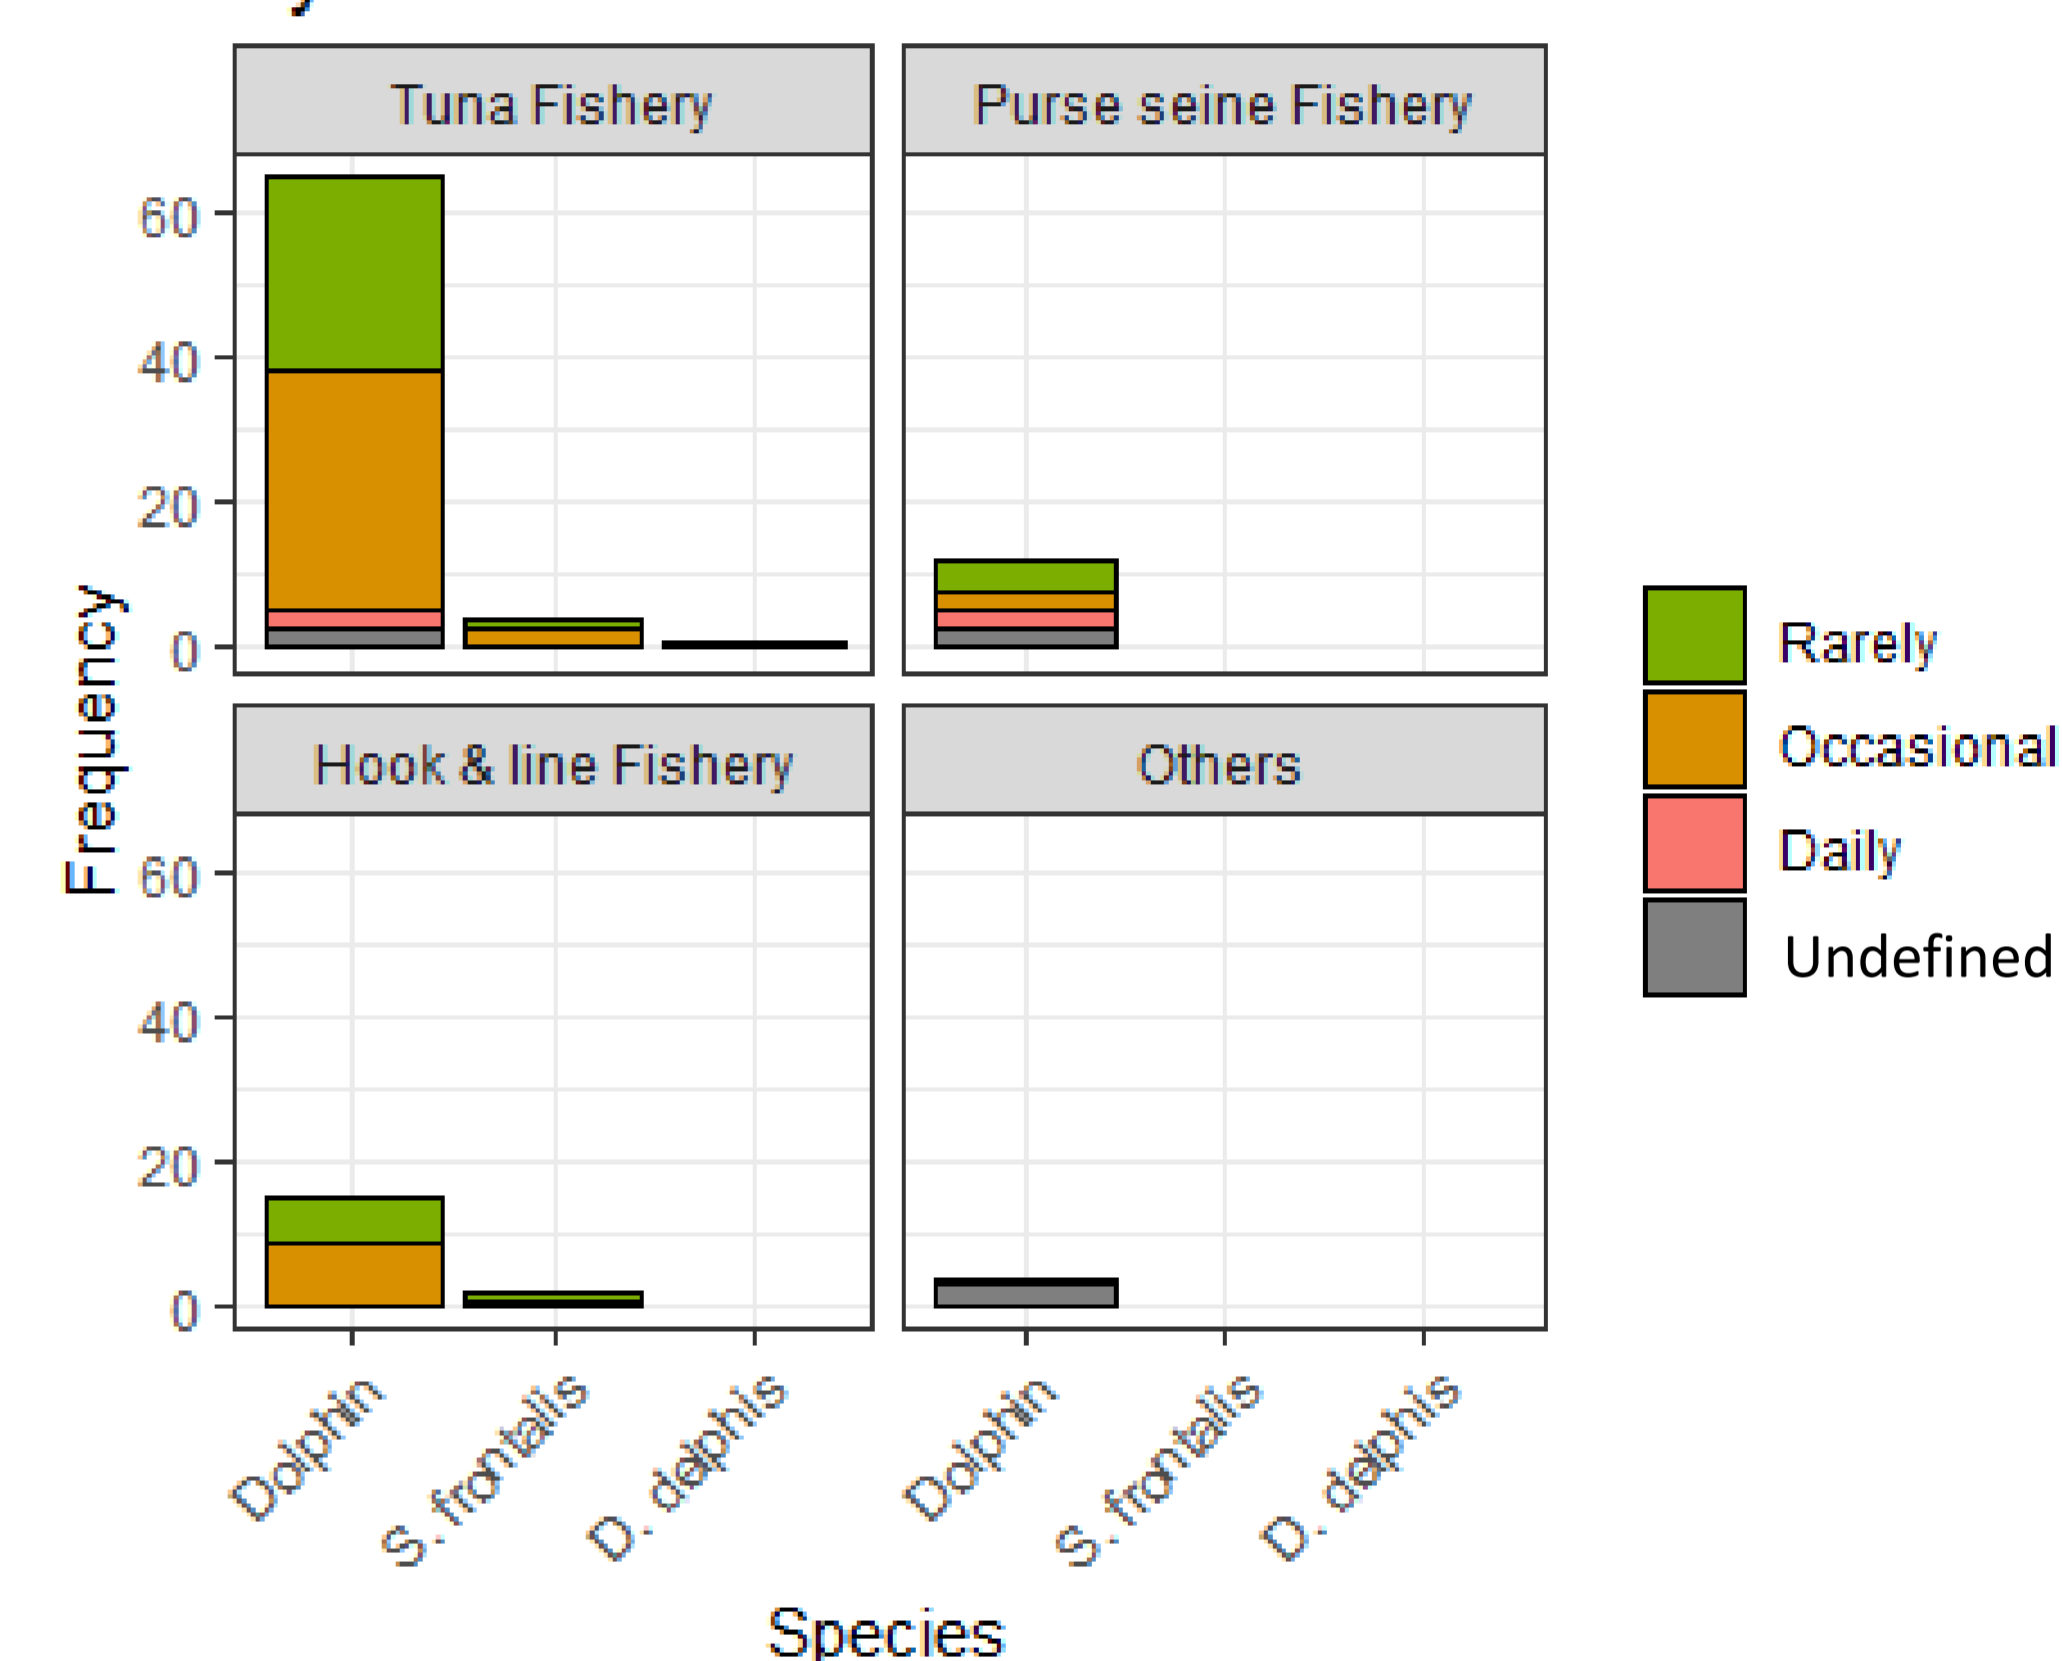 Tuna Fishery
Purse seine Fishery
60
40
20
0
Hook & line Fishery
Others
60
40
20
0
Frequency
Dolphin
S. frontalis
D. delphis
Dolphin
S. frontalis
D. delphis
Species
Rarely
Occasional
Daily
Undefined